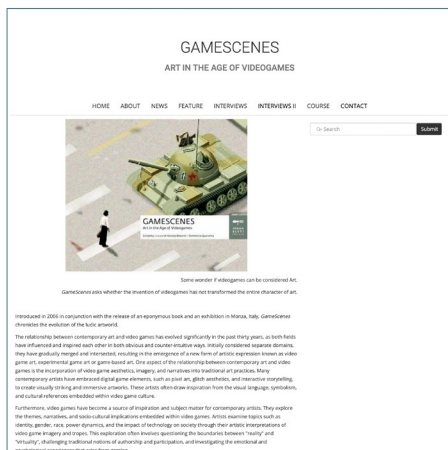 GAMESCENES
ART IN THE AGE OF VIDEOGAMES
HOME ABOUT NEWS FEATURE INTERVIEWS INTERVIEWS II COURSE CONTACT
Search Submit
GAMESCENES
Art in the Age of Videogames
Some wonder if videogames can be considered Art.
GameScenes asks whether the invention of videogames has not transformed the entire character of art.
Introduced in 2005 in conjunction with the release of an eponymous book and an exhibition in Monza, Italy, GameScenes
chronicles the evolution of the ludic artworld.
The relationship between contemporary art and video games has evolved significantly in the past thirty years, as both fields
have influenced and inspired each other in both obvious and counter-intuitive ways. Initially considered separate domains,
they have gradually merged and intersected, resulting in the emergence of a new form of artistic expression known as video
game art, experimental game art or game-based art. One aspect of the relationship between contemporary art and video
games is the incorporation of video game aesthetics, imagery, and narratives into traditional art practices. Many
contemporary artists have embraced digital game elements, such as pixel art, glitch aesthetics, and interactive storytelling,
to create visually striking and immersive artworks. These artists often draw inspiration from the visual language, symbolism,
and cultural references embedded within video game culture.
Furthermore, video games have become a source of inspiration and subject matter for contemporary artists. They explore
the themes, narratives, and socio-cultural implications embedded within video games. Artists examine topics such as
identity, gender, race, power dynamics, and the impact of technology on society through their artistic interpretations of
video game imagery and tropes. This exploration often involves questioning the boundaries between "reality" and
"virtuality", challenging traditional notions of authorship and participation, and investigating the emotional and